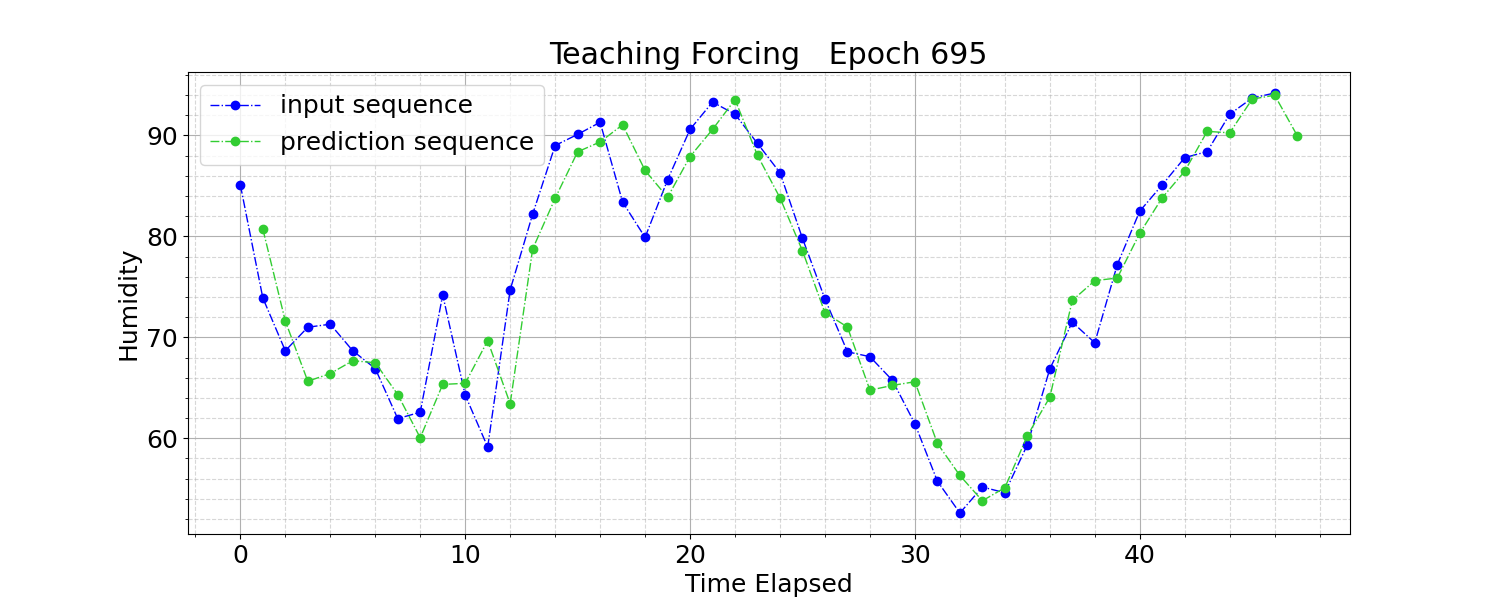 Teaching Forcing   Epoch 695
input sequence
prediction sequence
90
80
70
60
Humidity
0 10 20 30 40
Time Elapsed